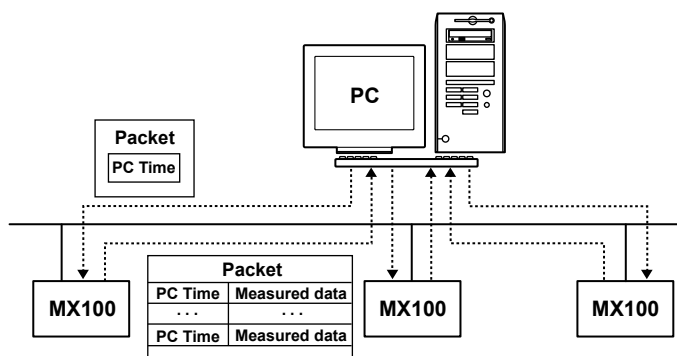 PC
Packet
PC Time
Packet
PC Time Measured data
... ...
PC Time Measured data
MX100 MX100 MX100